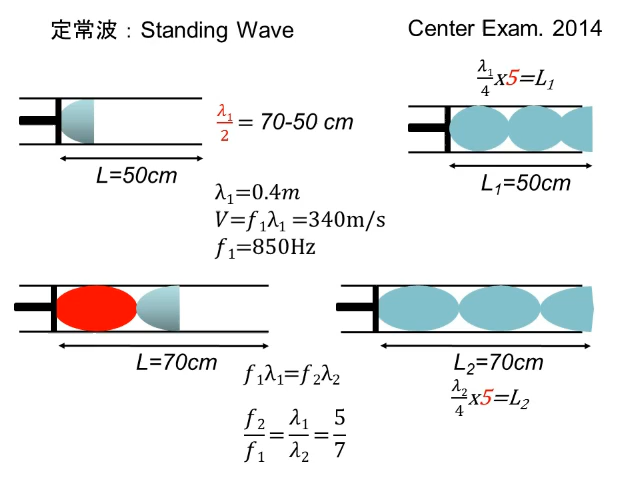 定常波：Standing Wave
Center Exam. 2014
λ₁/4 x5=L₁
λ₁/2 = 70-50 cm
L=50cm
L₁=50cm
λ₁=0.4m
V=f₁λ₁ =340m/s
f₁=850Hz
L=70cm
L₂=70cm
f₁λ₁=f₂λ₂
λ₂/4 x5=L₂
f₂/f₁=λ₁/λ₂=5/7